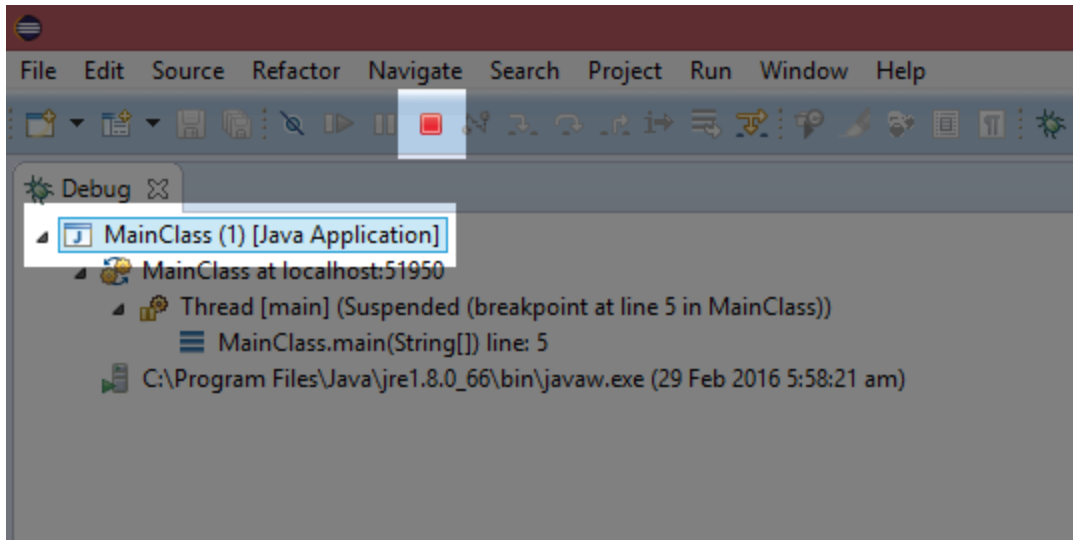 File Edit Source Refactor Navigate Search Project Run Window Help
Debug
MainClass (1) [Java Application]
MainClass at localhost:51950
Thread [main] (Suspended (breakpoint at line 5 in MainClass))
MainClass.main(String[]) line: 5
C:\Program Files\Java\jre1.8.0_66\bin\javaw.exe (29 Feb 2016 5:58:21 am)